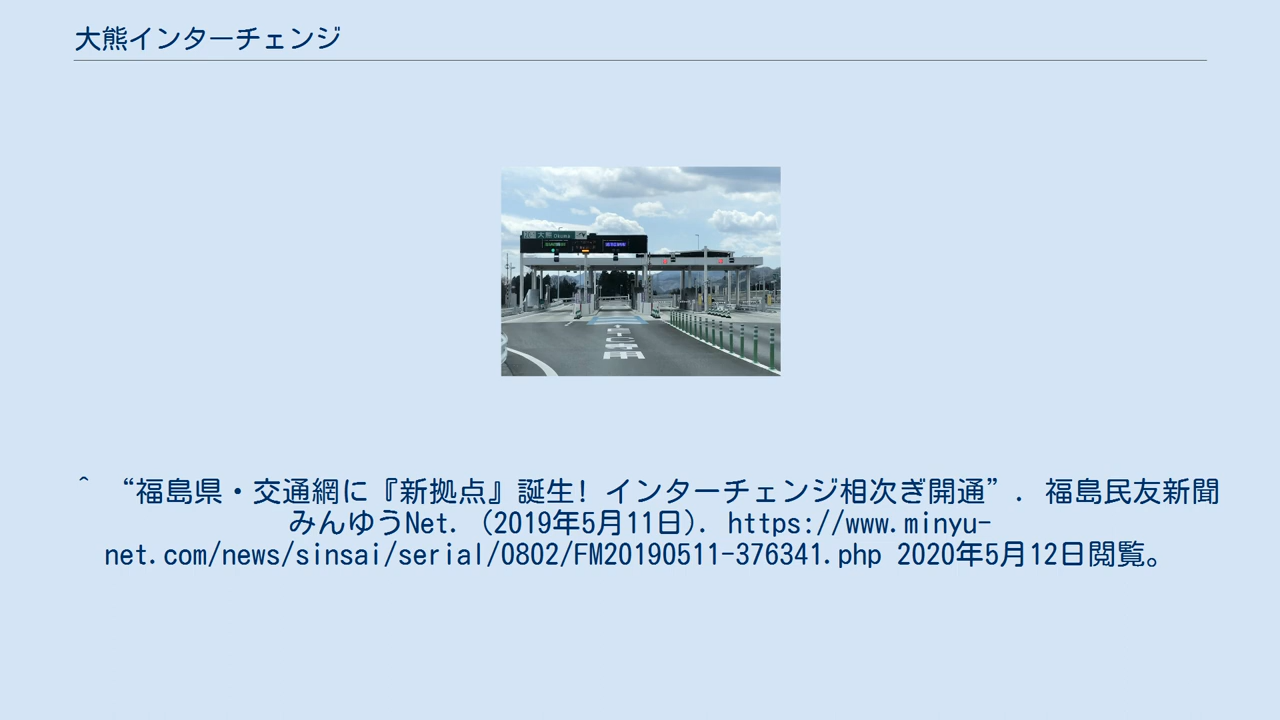 大熊インターチェンジ
大熊 Okuma
^ “福島県・交通網に『新拠点』誕生！インターチェンジ相次ぎ開通”. 福島民友新聞
みんゆうNet. (2019年5月11日). https://www.minyu-
net.com/news/sinsai/serial/0802/FM20190511-376341.php 2020年5月12日閲覧。